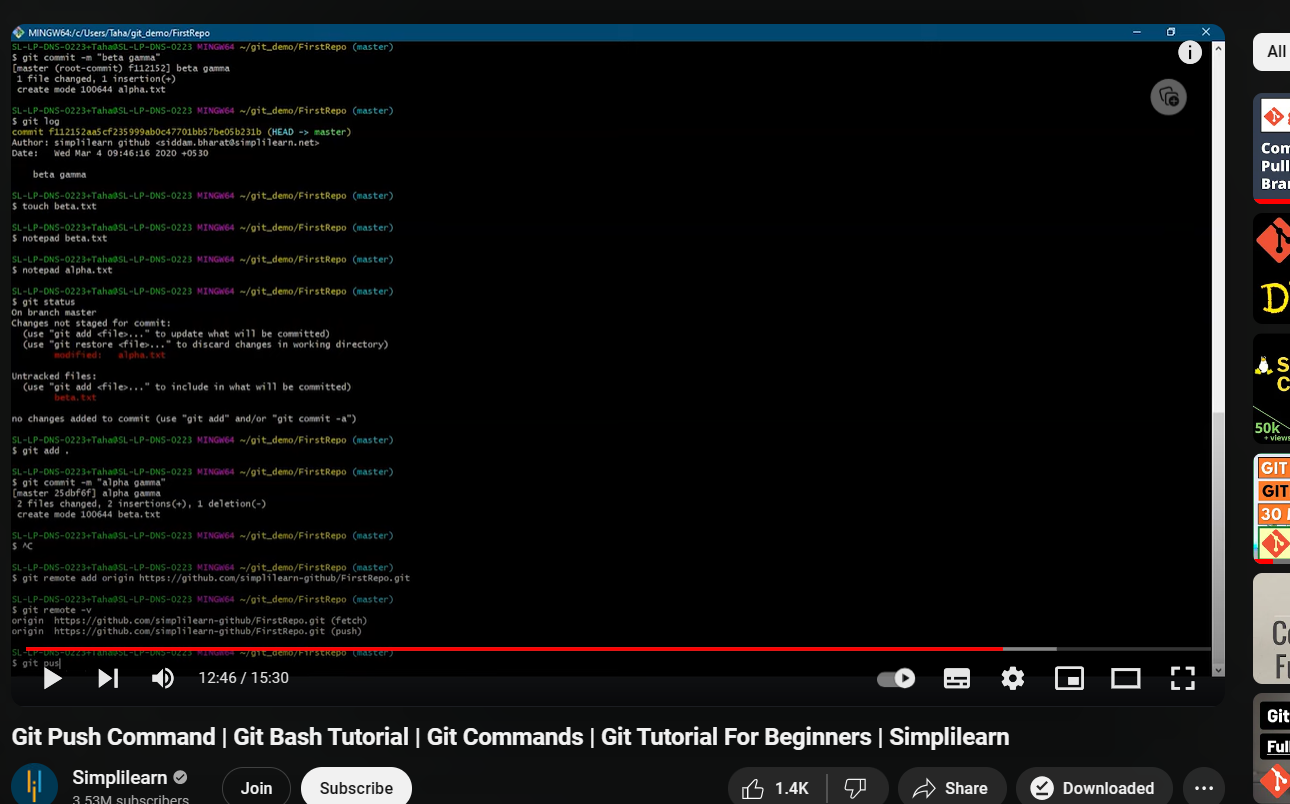 MINGW64:/c/Users/Taha/git_demo/FirstRepo
SL-LP-DNS-0223+Taha@SL-LP-DNS-0223 MINGW64 ~/git_demo/FirstRepo (master)
$ git commit -m "beta gamma"
[master (root-commit) f112152] beta gamma
1 file changed, 1 insertion(+)
create mode 100644 alpha.txt
SL-LP-DNS-0223+Taha@SL-LP-DNS-0223 MINGW64 ~/git_demo/FirstRepo (master)
$ git log
commit f112152aa5cf235999ab0c47701bb57be05b231b (HEAD -> master)
Author: simplilearn github <siddam.bharat@simplilearn.net>
Date: Wed Mar 4 09:46:16 2020 +0530
beta gamma
SL-LP-DNS-0223+Taha@SL-LP-DNS-0223 MINGW64 ~/git_demo/FirstRepo (master)
$ touch beta.txt
SL-LP-DNS-0223+Taha@SL-LP-DNS-0223 MINGW64 ~/git_demo/FirstRepo (master)
$ notepad beta.txt
SL-LP-DNS-0223+Taha@SL-LP-DNS-0223 MINGW64 ~/git_demo/FirstRepo (master)
$ notepad alpha.txt
SL-LP-DNS-0223+Taha@SL-LP-DNS-0223 MINGW64 ~/git_demo/FirstRepo (master)
$ git status
On branch master
Changes not staged for commit:
(use "git add <file>..." to update what will be committed)
(use "git restore <file>..." to discard changes in working directory)
modified: alpha.txt
Untracked files:
(use "git add <file>..." to include in what will be committed)
beta.txt
no changes added to commit (use "git add" and/or "git commit -a")
SL-LP-DNS-0223+Taha@SL-LP-DNS-0223 MINGW64 ~/git_demo/FirstRepo (master)
$ git add .
SL-LP-DNS-0223+Taha@SL-LP-DNS-0223 MINGW64 ~/git_demo/FirstRepo (master)
$ git commit -m "alpha gamma"
[master 25dbf6f] alpha gamma
2 files changed, 2 insertions(+), 1 deletion(-)
create mode 100644 beta.txt
SL-LP-DNS-0223+Taha@SL-LP-DNS-0223 MINGW64 ~/git_demo/FirstRepo (master)
$ ^C
SL-LP-DNS-0223+Taha@SL-LP-DNS-0223 MINGW64 ~/git_demo/FirstRepo (master)
$ git remote add origin https://github.com/simplilearn-github/FirstRepo.git
SL-LP-DNS-0223+Taha@SL-LP-DNS-0223 MINGW64 ~/git_demo/FirstRepo (master)
$ git remote -v
origin https://github.com/simplilearn-github/FirstRepo.git (fetch)
origin https://github.com/simplilearn-github/FirstRepo.git (push)
SL-LP-DNS-0223+Taha@SL-LP-DNS-0223 MINGW64 ~/git_demo/FirstRepo (master)
$ git pus
12:46 / 15:30
Git Push Command | Git Bash Tutorial | Git Commands | Git Tutorial For Beginners | Simplilearn
Simplilearn
3.53M subscribers
Join
Subscribe
1.4K
Share
Downloaded
All
Com
Pull
Bran
D
S
C
50k
+ views
GIT
GIT
30
Co
F
Git
Full